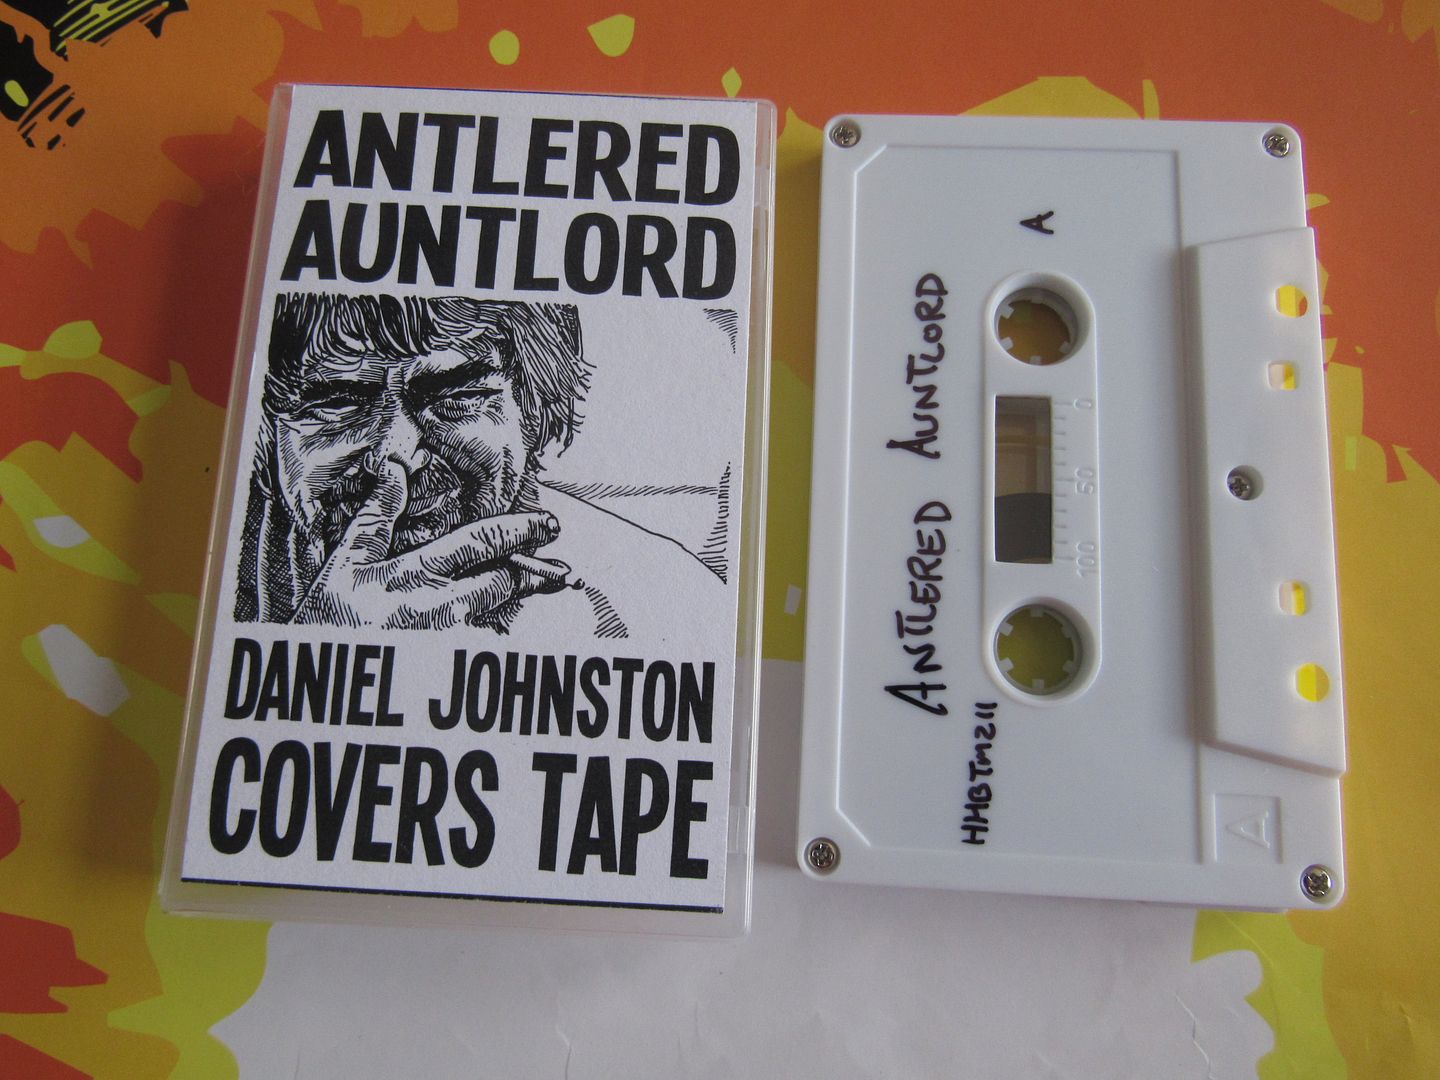 ANTLERED
AUNTLORD
DANIEL JOHNSTON
COVERS TAPE
A
ANTLERED AUNTLORD
HHBTM211
0
50
100
A